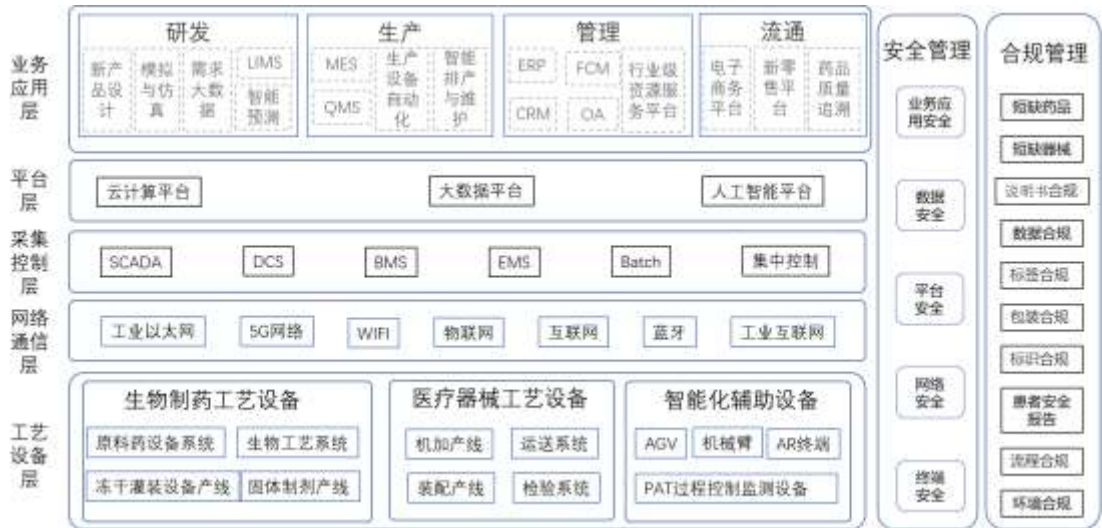 业务
应用
层
研发
新产
品设
计
模拟
与仿
真
需求
大数
据
LIMS
智能
预测
生产
MES
QMS
生产
设备
自动
化
智能
排产
与维
护
管理
ERP
FCM
CRM
OA
行业级
资源服
务平台
流通
电子
商务
平台
新零
售平
台
药品
质量
追溯
平台
层
云计算平台
大数据平台
人工智能平台
采集
控制
层
SCADA
DCS
BMS
EMS
Batch
集中控制
网络
通信
层
工业以太网
5G网络
WIFI
物联网
互联网
蓝牙
工业互联网
工艺
设备
层
生物制药工艺设备
原料药设备系统
生物工艺系统
冻干灌装设备产线
固体制剂产线
医疗器械工艺设备
机加产线
运送系统
装配产线
检验系统
智能化辅助设备
AGV
机械臂
AR终端
PAT过程控制监测设备
安全管理
业务应
用安全
数据
安全
平台
安全
网络
安全
终端
安全
合规管理
短缺药品
短缺器械
说明书合规
数据合规
标签合规
包装合规
标识合规
患者安全
报告
流程合规
环境合规